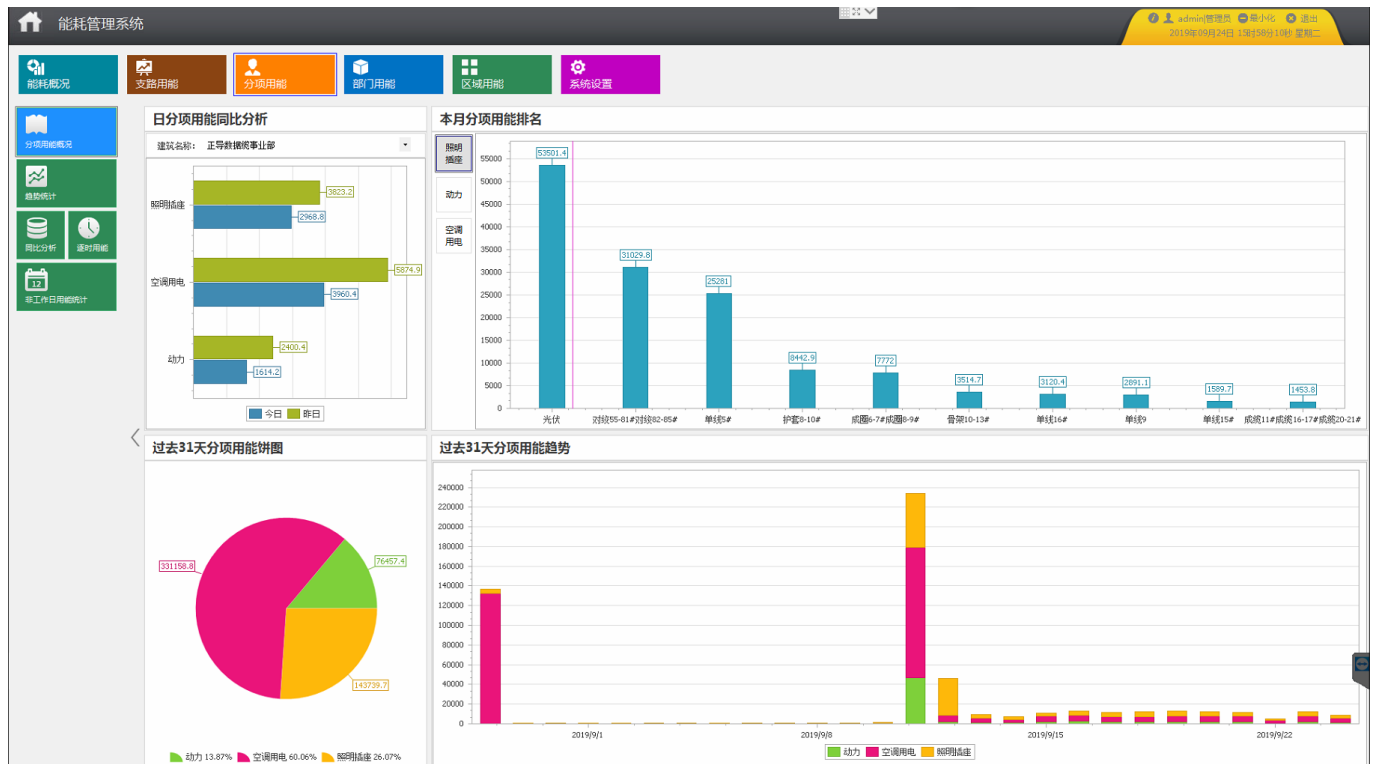 能耗管理系统
admin|管理员 最小化 退出
2019年09月24日 15时58分10秒 星期二
能耗概况 支路用能 分项用能 部门用能 区域用能 系统设置
分项用能概况
趋势统计
同比分析 逐时用能
12
非工作日用能统计
日分项用能同比分析
建筑名称: 正导数据缆事业部
照明插座
3823.2
2968.8
空调用电
5874.9
3960.4
动力
2400.4
1614.2
今日 昨日
本月分项用能排名
照明
插座
动力
空调
用电
55000
50000
45000
40000
35000
30000
25000
20000
15000
10000
5000
0
53501.4
31029.8
25281
8442.9
7772
3514.7
3120.4
2891.1
1589.7
1453.8
光伏 对绞55-81#对绞82-85# 单绞5# 护套8-10# 成圈6-7#成圈8-9# 骨架10-13# 单绞16# 单绞9 单绞15# 成缆11#成缆16-17#成缆20-21#
过去31天分项用能饼图
331158.8
76457.4
143739.7
动力 13.87% 空调用电 60.06% 照明插座 26.07%
过去31天分项用能趋势
240000
220000
200000
180000
160000
140000
120000
100000
80000
60000
40000
20000
0
2019/9/1 2019/9/8 2019/9/15 2019/9/22
动力 空调用电 照明插座